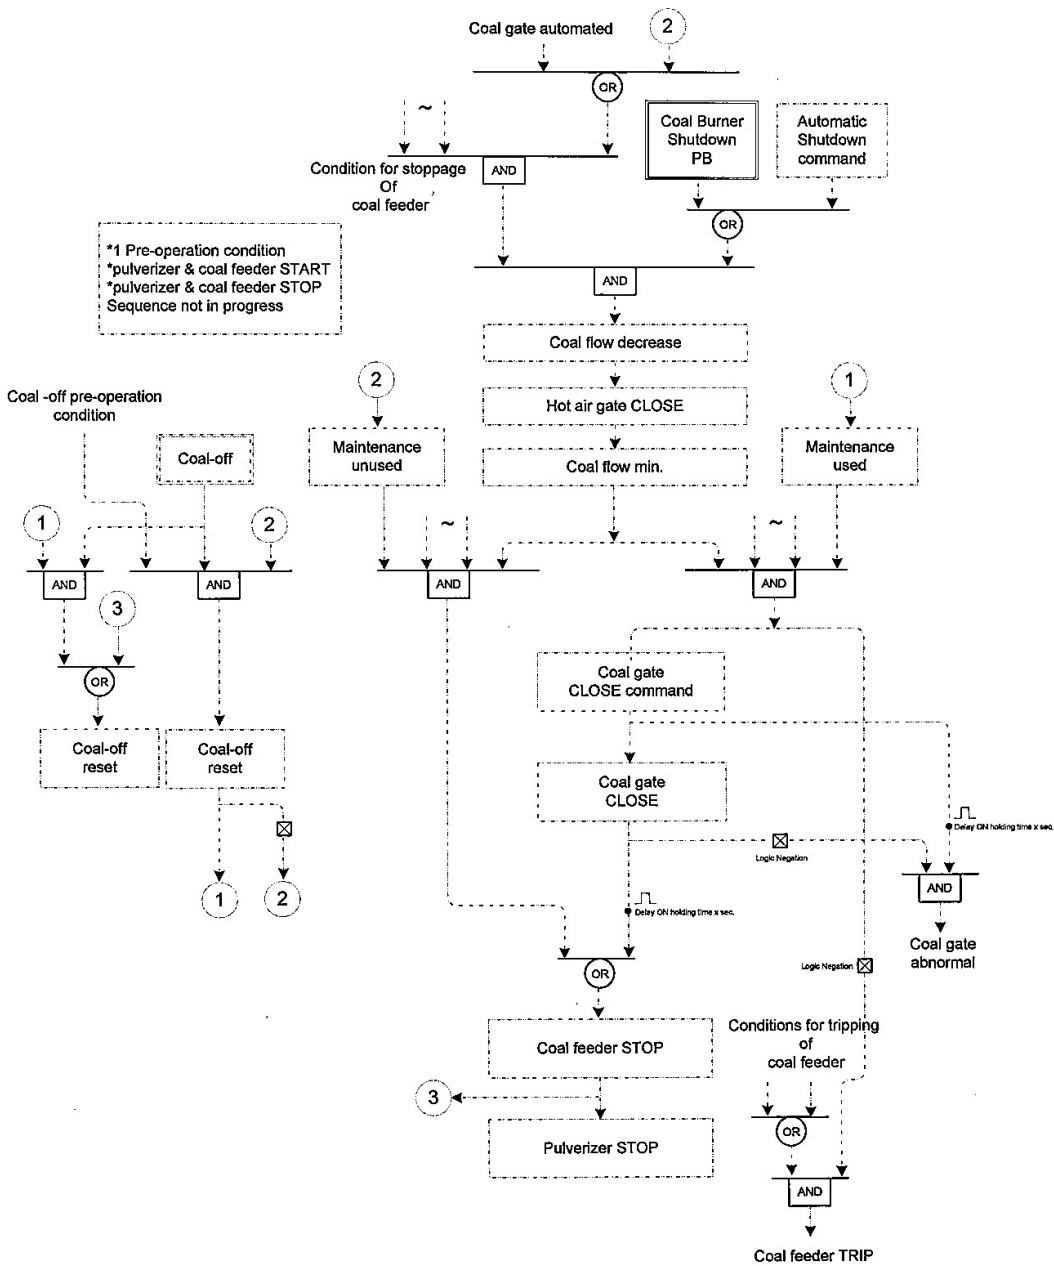 Coal gate automated
2
OR
~
Condition for stoppage
Of
coal feeder
AND
Coal Burner
Shutdown
PB
Automatic
Shutdown
command
OR
AND
*1 Pre-operation condition
*pulverizer & coal feeder START
*pulverizer & coal feeder STOP
Sequence not in progress
Coal flow decrease
Hot air gate CLOSE
Coal flow min.
2
Maintenance
unused
1
Maintenance
used
Coal -off pre-operation
condition
Coal-off
1
2
AND
AND
3
OR
Coal-off
reset
Coal-off
reset
1
2
~
AND
~
AND
Coal gate
CLOSE command
Coal gate
CLOSE
Logic Negation
Delay ON holding time x sec.
AND
Coal gate
abnormal
Delay ON holding time x sec.
OR
Logic Negation
Coal feeder STOP
3
Pulverizer STOP
Conditions for tripping
of
coal feeder
OR
AND
Coal feeder TRIP